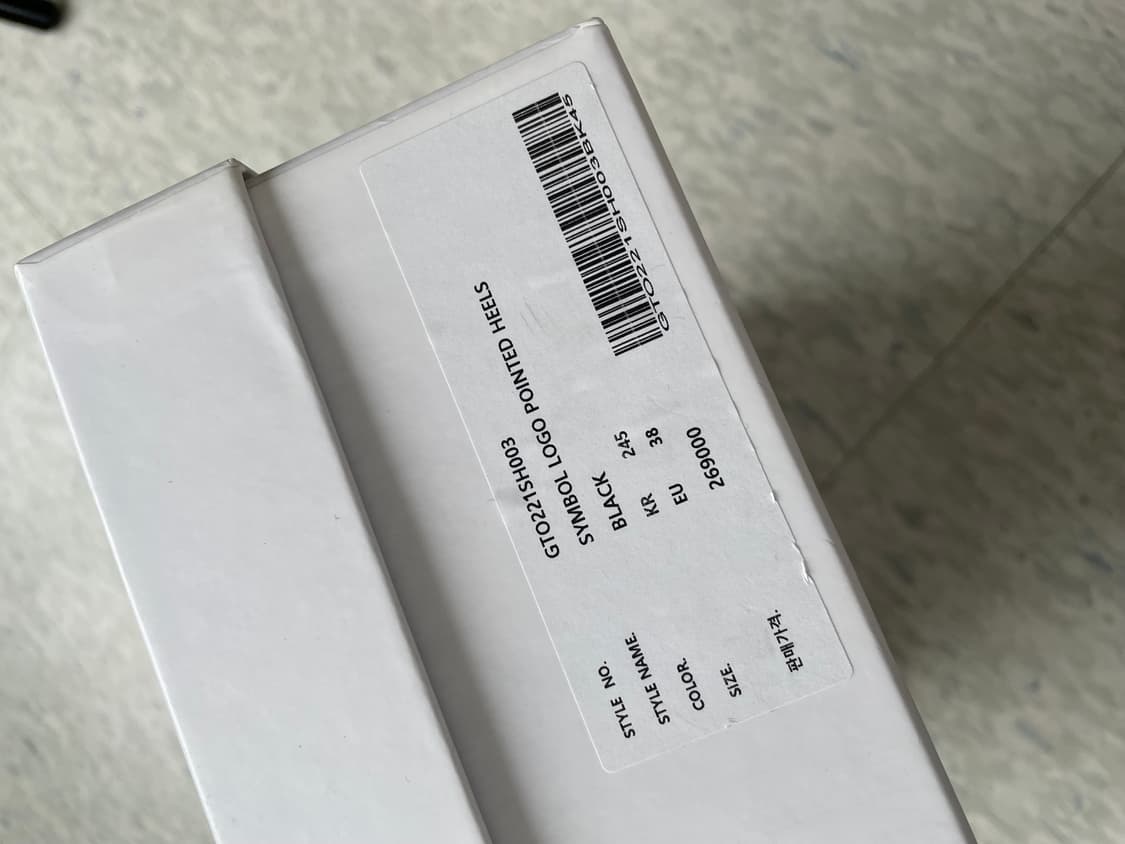 STYLE NO. GTO221SH003
STYLE NAME. SYMBOL LOGO POINTED HEELS
COLOR. BLACK
SIZE. KR 245
EU 38
판매가격. 269000
GTO221SH003BK45